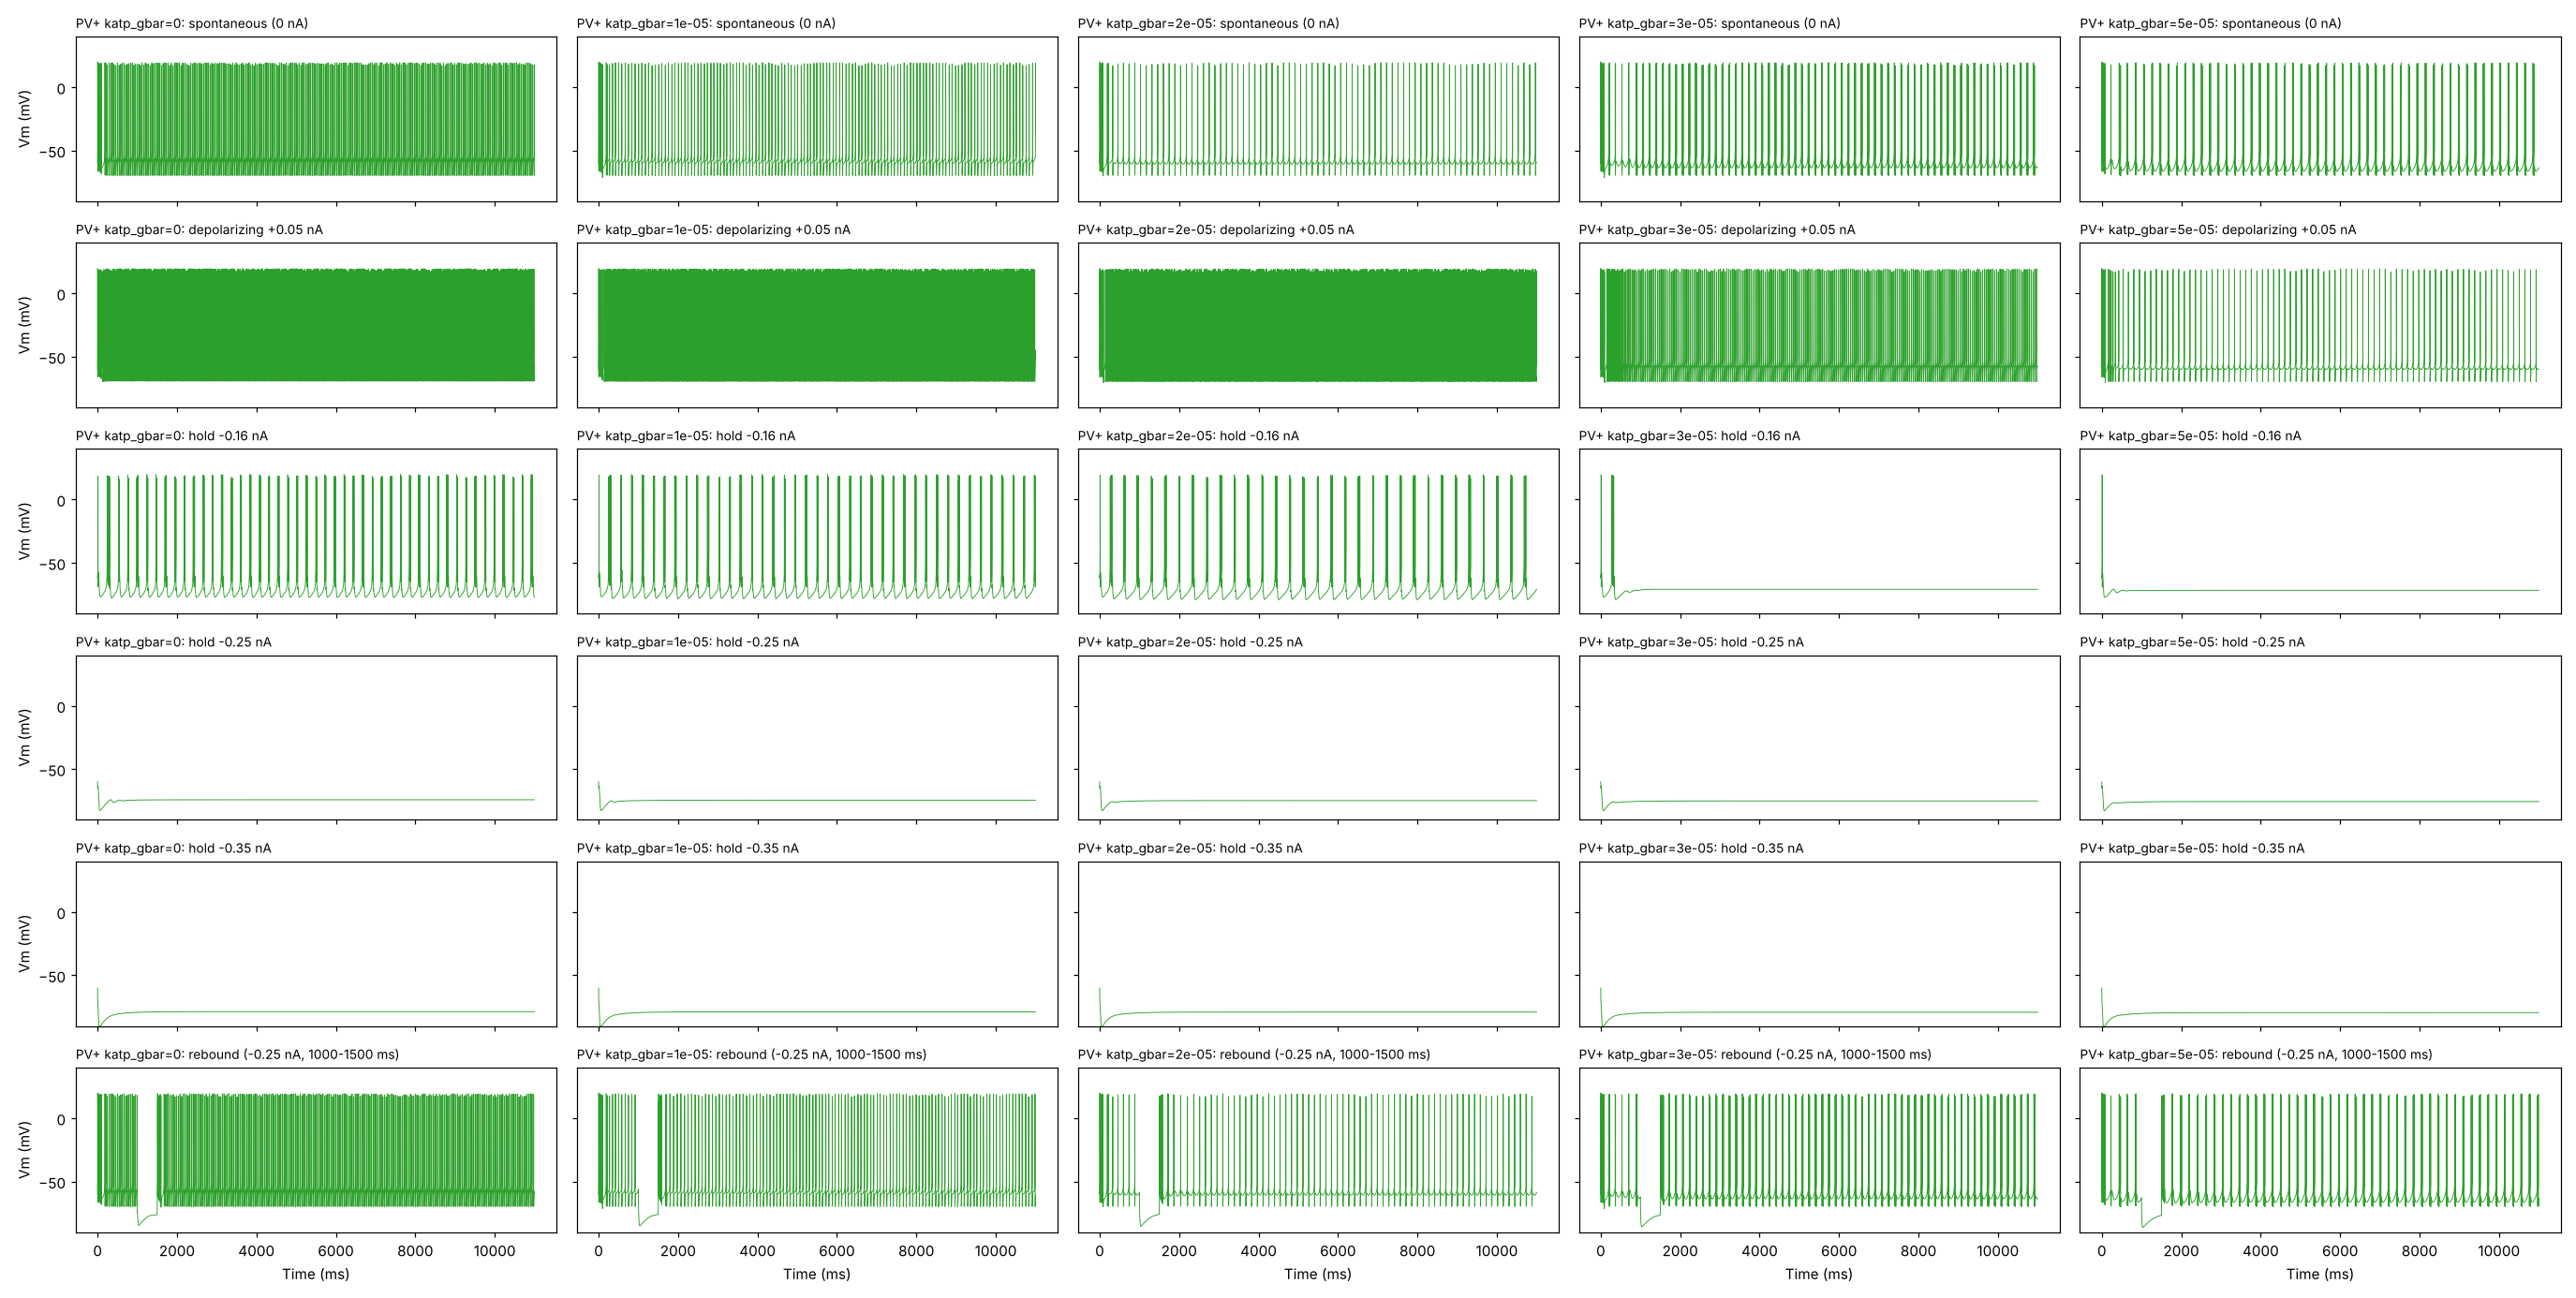 PV+ katp_gbar=0: spontaneous (0 nA)
PV+ katp_gbar=1e-05: spontaneous (0 nA)
PV+ katp_gbar=2e-05: spontaneous (0 nA)
PV+ katp_gbar=3e-05: spontaneous (0 nA)
PV+ katp_gbar=5e-05: spontaneous (0 nA)
Vm (mV)
0
−50
PV+ katp_gbar=0: depolarizing +0.05 nA
PV+ katp_gbar=1e-05: depolarizing +0.05 nA
PV+ katp_gbar=2e-05: depolarizing +0.05 nA
PV+ katp_gbar=3e-05: depolarizing +0.05 nA
PV+ katp_gbar=5e-05: depolarizing +0.05 nA
Vm (mV)
0
−50
PV+ katp_gbar=0: hold -0.16 nA
PV+ katp_gbar=1e-05: hold -0.16 nA
PV+ katp_gbar=2e-05: hold -0.16 nA
PV+ katp_gbar=3e-05: hold -0.16 nA
PV+ katp_gbar=5e-05: hold -0.16 nA
Vm (mV)
0
−50
PV+ katp_gbar=0: hold -0.25 nA
PV+ katp_gbar=1e-05: hold -0.25 nA
PV+ katp_gbar=2e-05: hold -0.25 nA
PV+ katp_gbar=3e-05: hold -0.25 nA
PV+ katp_gbar=5e-05: hold -0.25 nA
Vm (mV)
0
−50
PV+ katp_gbar=0: hold -0.35 nA
PV+ katp_gbar=1e-05: hold -0.35 nA
PV+ katp_gbar=2e-05: hold -0.35 nA
PV+ katp_gbar=3e-05: hold -0.35 nA
PV+ katp_gbar=5e-05: hold -0.35 nA
Vm (mV)
0
−50
PV+ katp_gbar=0: rebound (-0.25 nA, 1000-1500 ms)
PV+ katp_gbar=1e-05: rebound (-0.25 nA, 1000-1500 ms)
PV+ katp_gbar=2e-05: rebound (-0.25 nA, 1000-1500 ms)
PV+ katp_gbar=3e-05: rebound (-0.25 nA, 1000-1500 ms)
PV+ katp_gbar=5e-05: rebound (-0.25 nA, 1000-1500 ms)
Vm (mV)
0
−50
0 2000 4000 6000 8000 10000
0 2000 4000 6000 8000 10000
0 2000 4000 6000 8000 10000
0 2000 4000 6000 8000 10000
0 2000 4000 6000 8000 10000
Time (ms)
Time (ms)
Time (ms)
Time (ms)
Time (ms)